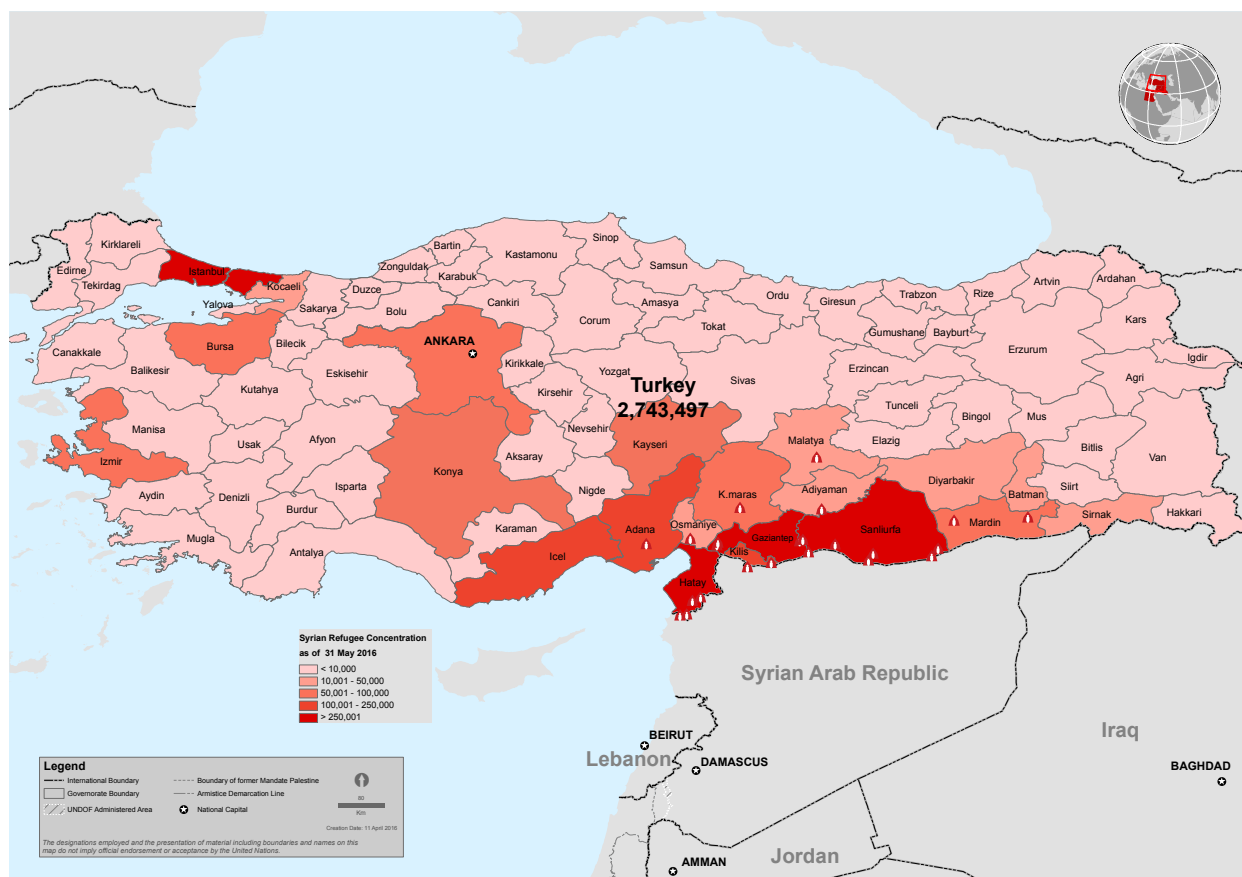 Kirklareli
Edirne
Tekirdag
Istanbul
Kocaeli
Yalova
Sakarya
Duzce
Zonguldak
Bartin
Karabuk
Kastamonu
Sinop
Samsun
Bolu
Cankiri
Corum
Amasya
Ordu
Giresun
Trabzon
Rize
Artvin
Ardahan
Kars
Tokat
Gumushane
Bayburt
Erzurum
Igdir
Agri
Canakkale
Balikesir
Bursa
Bilecik
Eskisehir
ANKARA
Kirikkale
Kirsehir
Yozgat
Sivas
Erzincan
Turkey
2,743,497
Kutahya
Manisa
Usak
Afyon
Izmir
Konya
Aksaray
Nevsehir
Kayseri
Malatya
Tunceli
Elazig
Bingol
Mus
Bitlis
Van
Aydin
Denizli
Isparta
Burdur
Mugla
Antalya
Karaman
Nigde
Icel
Adana
Osmaniye
K.maras
Adiyaman
Diyarbakir
Batman
Siirt
Sirnak
Hakkari
Mardin
Sanliurfa
Gaziantep
Kilis
Hatay
Syrian Refugee Concentration
as of 31 May 2016
< 10,000
10,001 - 50,000
50,001 - 100,000
100,001 - 250,000
> 250,001
Syrian Arab Republic
Iraq
BEIRUT
Lebanon
DAMASCUS
BAGHDAD
AMMAN
Jordan
Legend
International Boundary
Governorate Boundary
UNDOF Administered Area
Boundary of former Mandate Palestine
Armistice Demarcation Line
National Capital
80
Km
Creation Date: 11 April 2016
The designations employed and the presentation of material including boundaries and names on this
map do not imply official endorsement or acceptance by the United Nations.